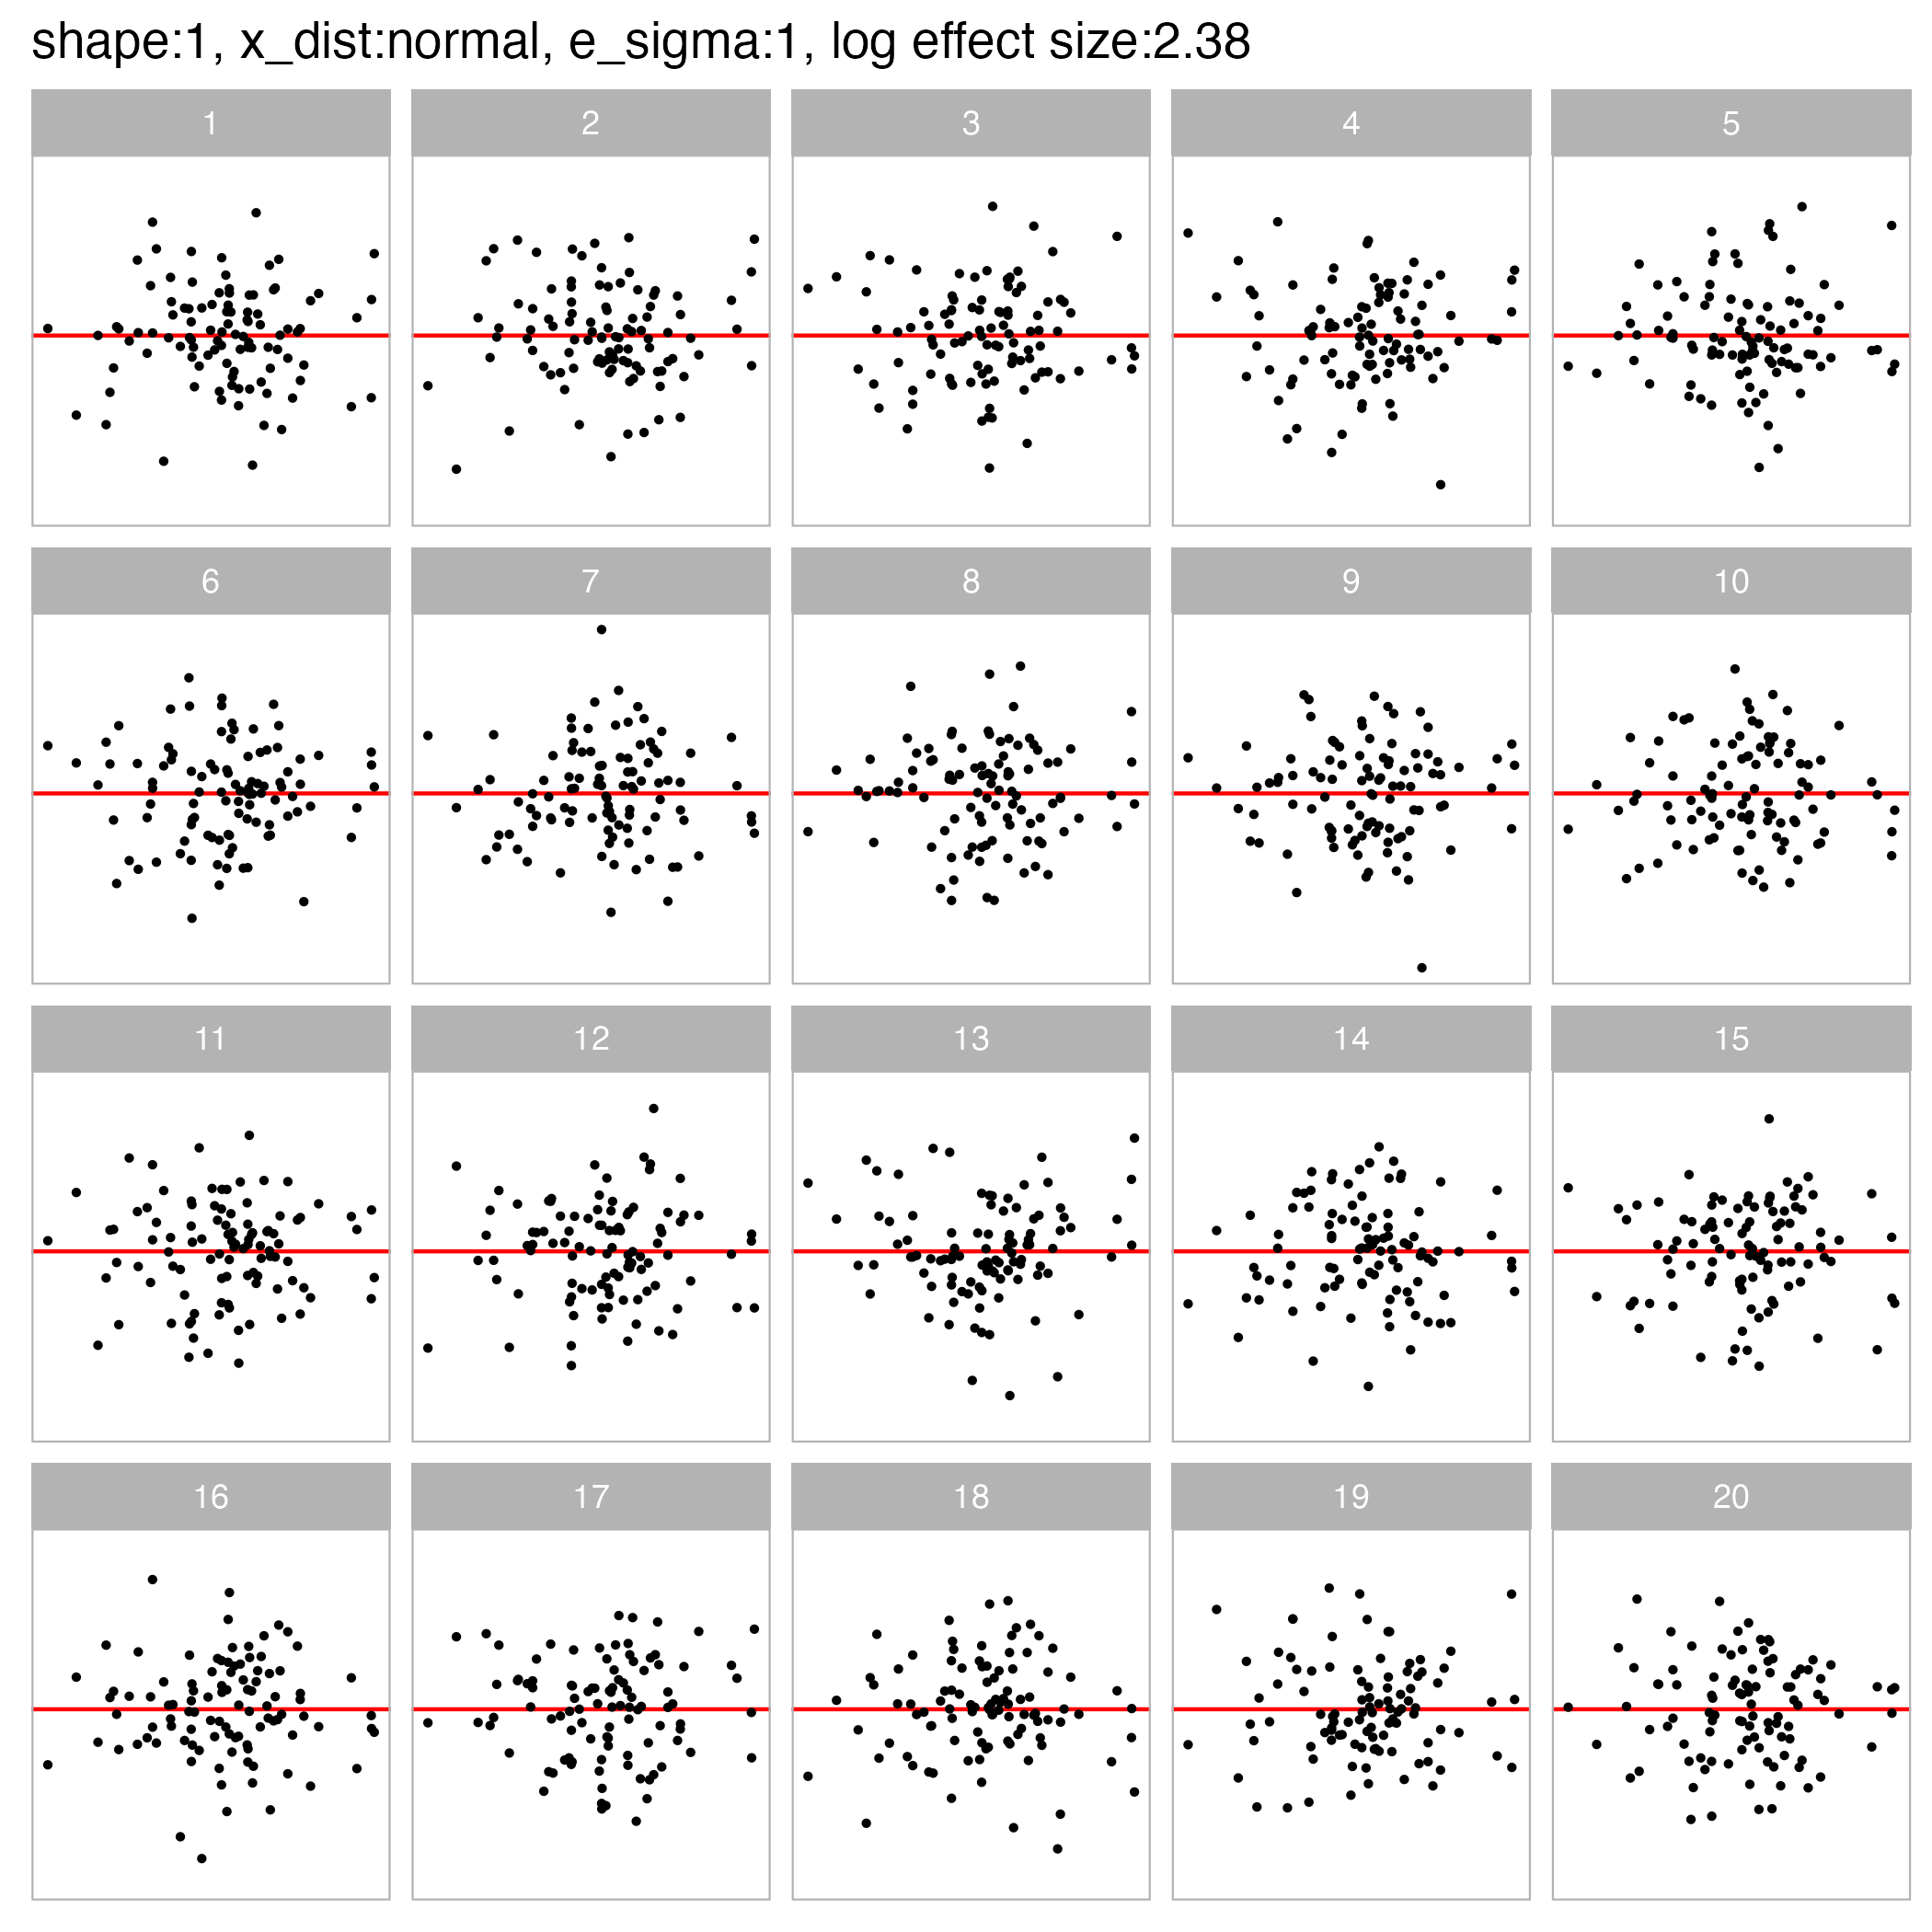 shape:1, x_dist:normal, e_sigma:1, log effect size:2.38
1 2 3 4 5
6 7 8 9 10
11 12 13 14 15
16 17 18 19 20